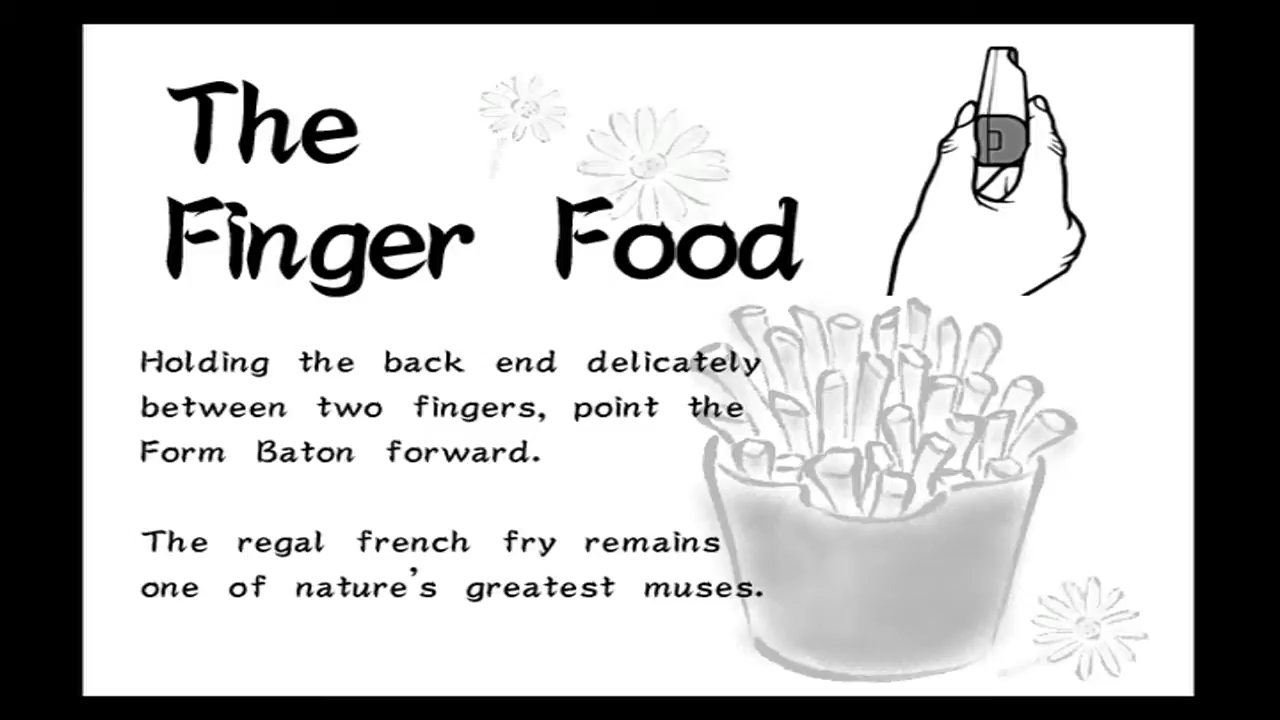 The
Finger Food
Holding the back end delicately
between two fingers, point the
Form Baton forward.
The regal french fry remains
one of nature's greatest muses.